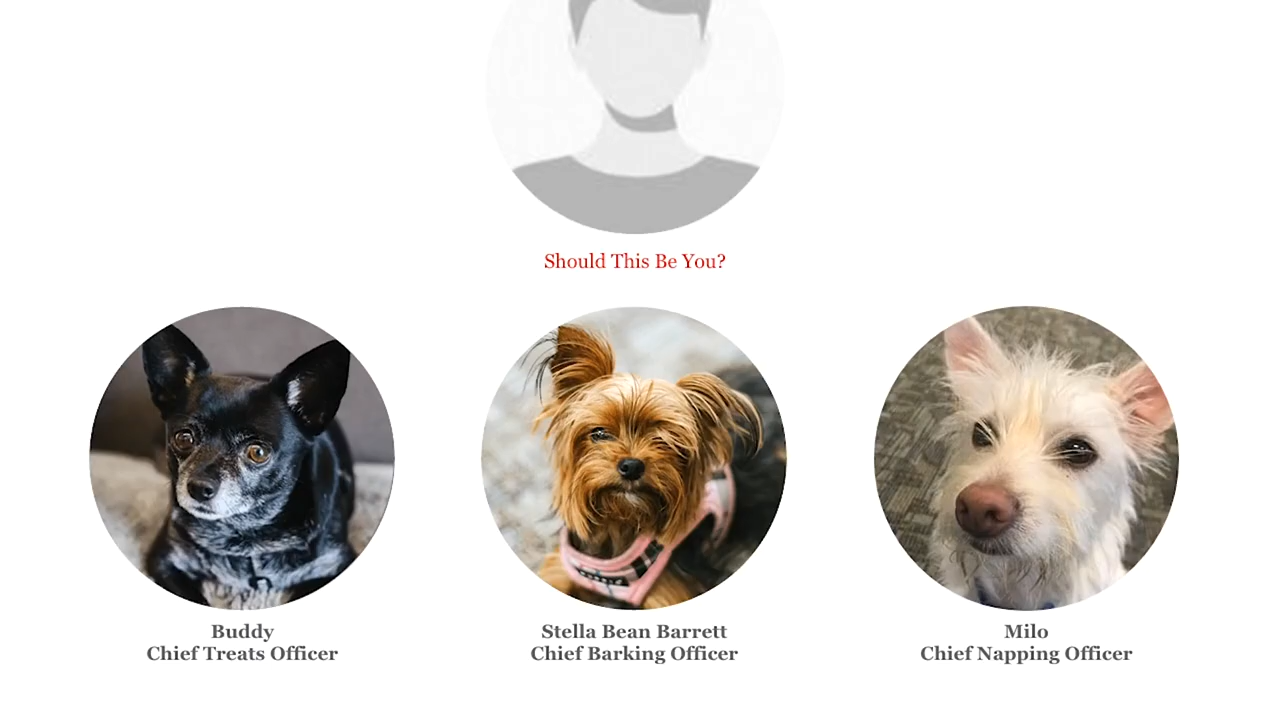 Should This Be You?
Buddy
Chief Treats Officer
Stella Bean Barrett
Chief Barking Officer
Milo
Chief Napping Officer